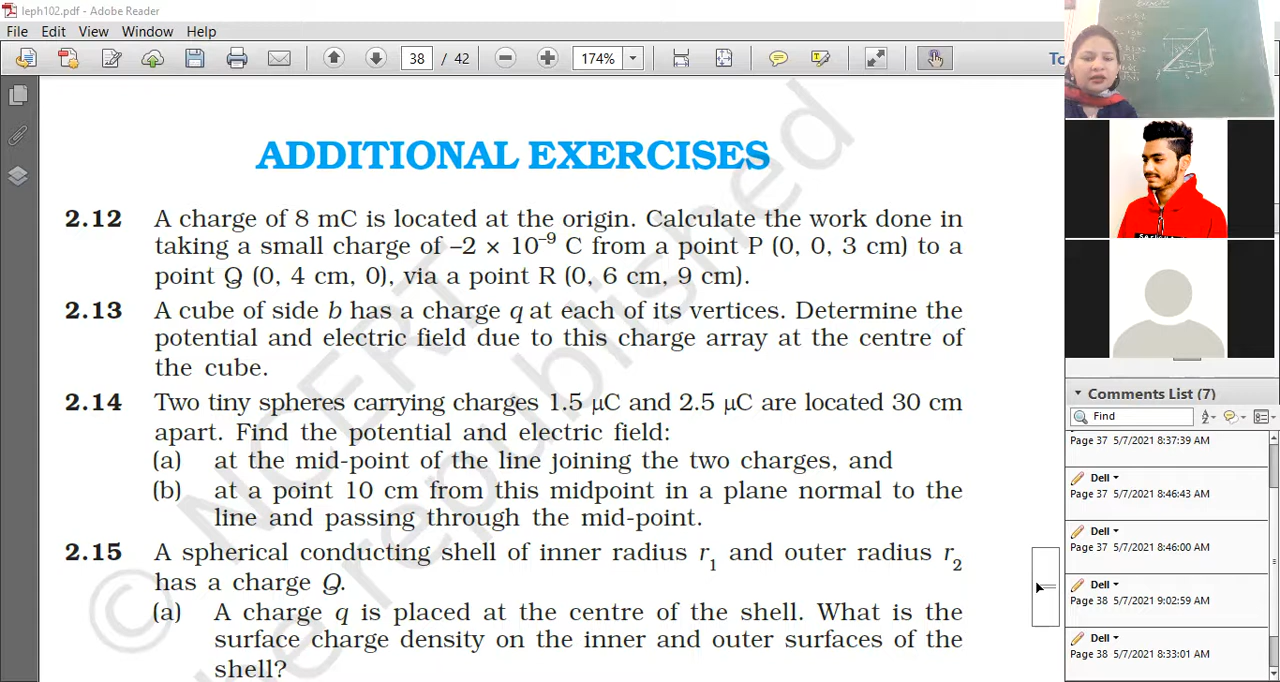 leph102.pdf - Adobe Reader
File Edit View Window Help
38 / 42 174% To
ADDITIONAL EXERCISES
2.12 A charge of 8 mC is located at the origin. Calculate the work done in
taking a small charge of –2 × 10⁻⁹ C from a point P (0, 0, 3 cm) to a
point Q (0, 4 cm, 0), via a point R (0, 6 cm, 9 cm).
2.13 A cube of side b has a charge q at each of its vertices. Determine the
potential and electric field due to this charge array at the centre of
the cube.
2.14 Two tiny spheres carrying charges 1.5 μC and 2.5 μC are located 30 cm
apart. Find the potential and electric field:
(a) at the mid-point of the line joining the two charges, and
(b) at a point 10 cm from this midpoint in a plane normal to the
line and passing through the mid-point.
2.15 A spherical conducting shell of inner radius r₁ and outer radius r₂
has a charge Q.
(a) A charge q is placed at the centre of the shell. What is the
surface charge density on the inner and outer surfaces of the
shell?
© NCERT
be republished
Comments List (7)
Find
Page 37 5/7/2021 8:37:39 AM
Dell
Page 37 5/7/2021 8:46:43 AM
Dell
Page 37 5/7/2021 8:46:00 AM
Dell
Page 38 5/7/2021 9:02:59 AM
Dell
Page 38 5/7/2021 8:33:01 AM